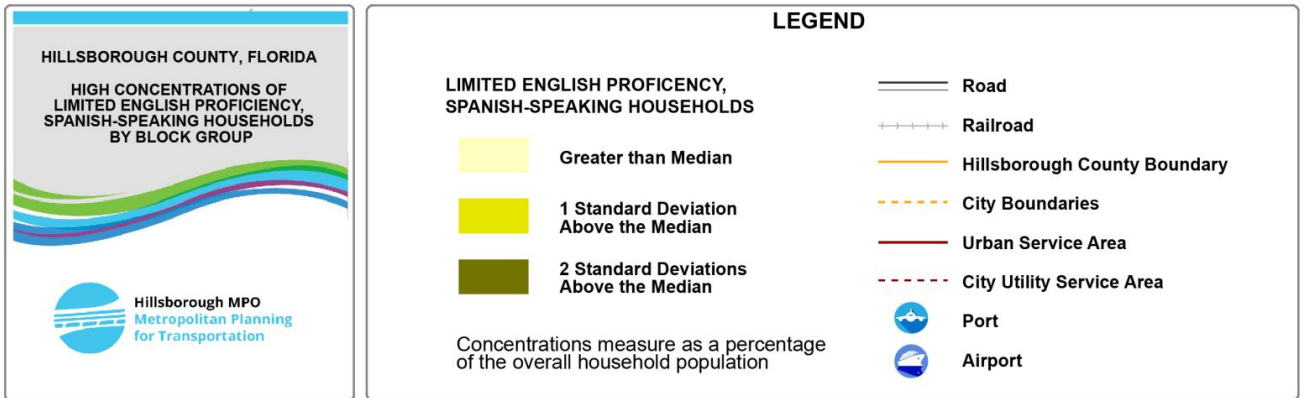 HILLSBOROUGH COUNTY, FLORIDA
HIGH CONCENTRATIONS OF
LIMITED ENGLISH PROFICIENCY,
SPANISH-SPEAKING HOUSEHOLDS
BY BLOCK GROUP
Hillsborough MPO
Metropolitan Planning
for Transportation
LEGEND
LIMITED ENGLISH PROFICENCY,
SPANISH-SPEAKING HOUSEHOLDS
Greater than Median
1 Standard Deviation
Above the Median
2 Standard Deviations
Above the Median
Concentrations measure as a percentage
of the overall household population
Road
Railroad
Hillsborough County Boundary
City Boundaries
Urban Service Area
City Utility Service Area
Port
Airport